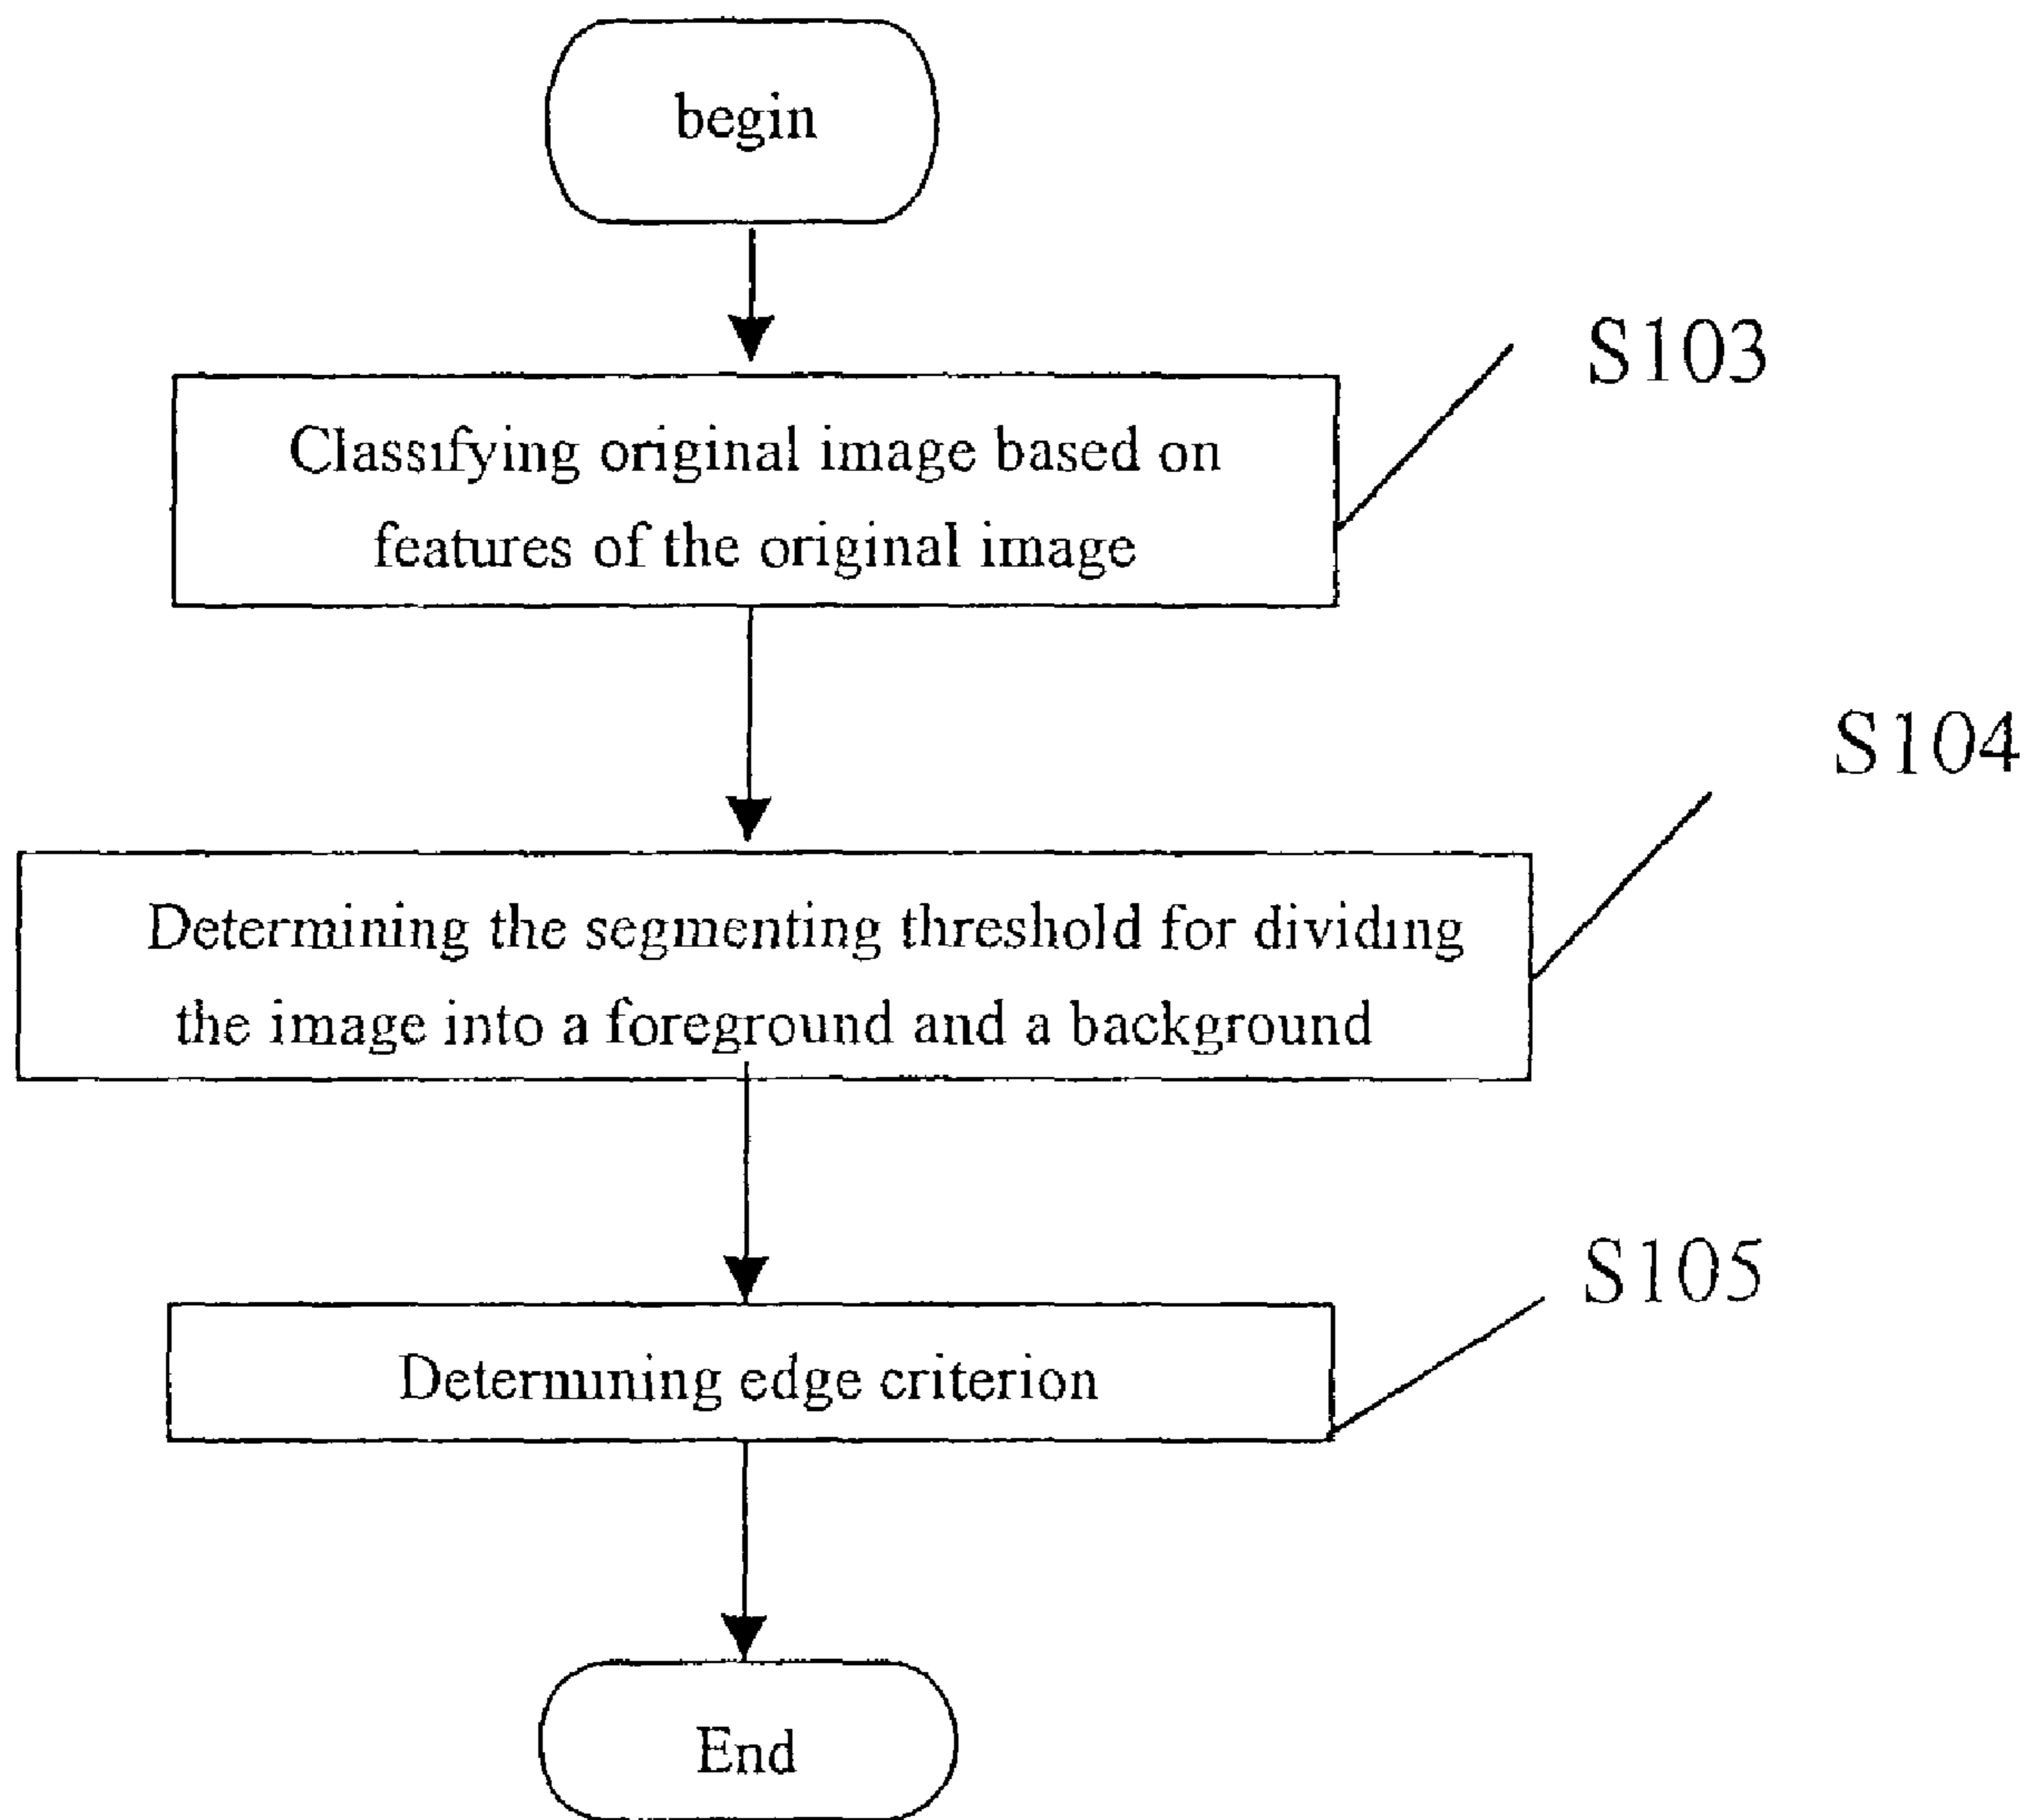 begin
S103
Classifying original image based on
features of the original image
S104
Determining the segmenting threshold for dividing
the image into a foreground and a background
S105
Determining edge criterion
End